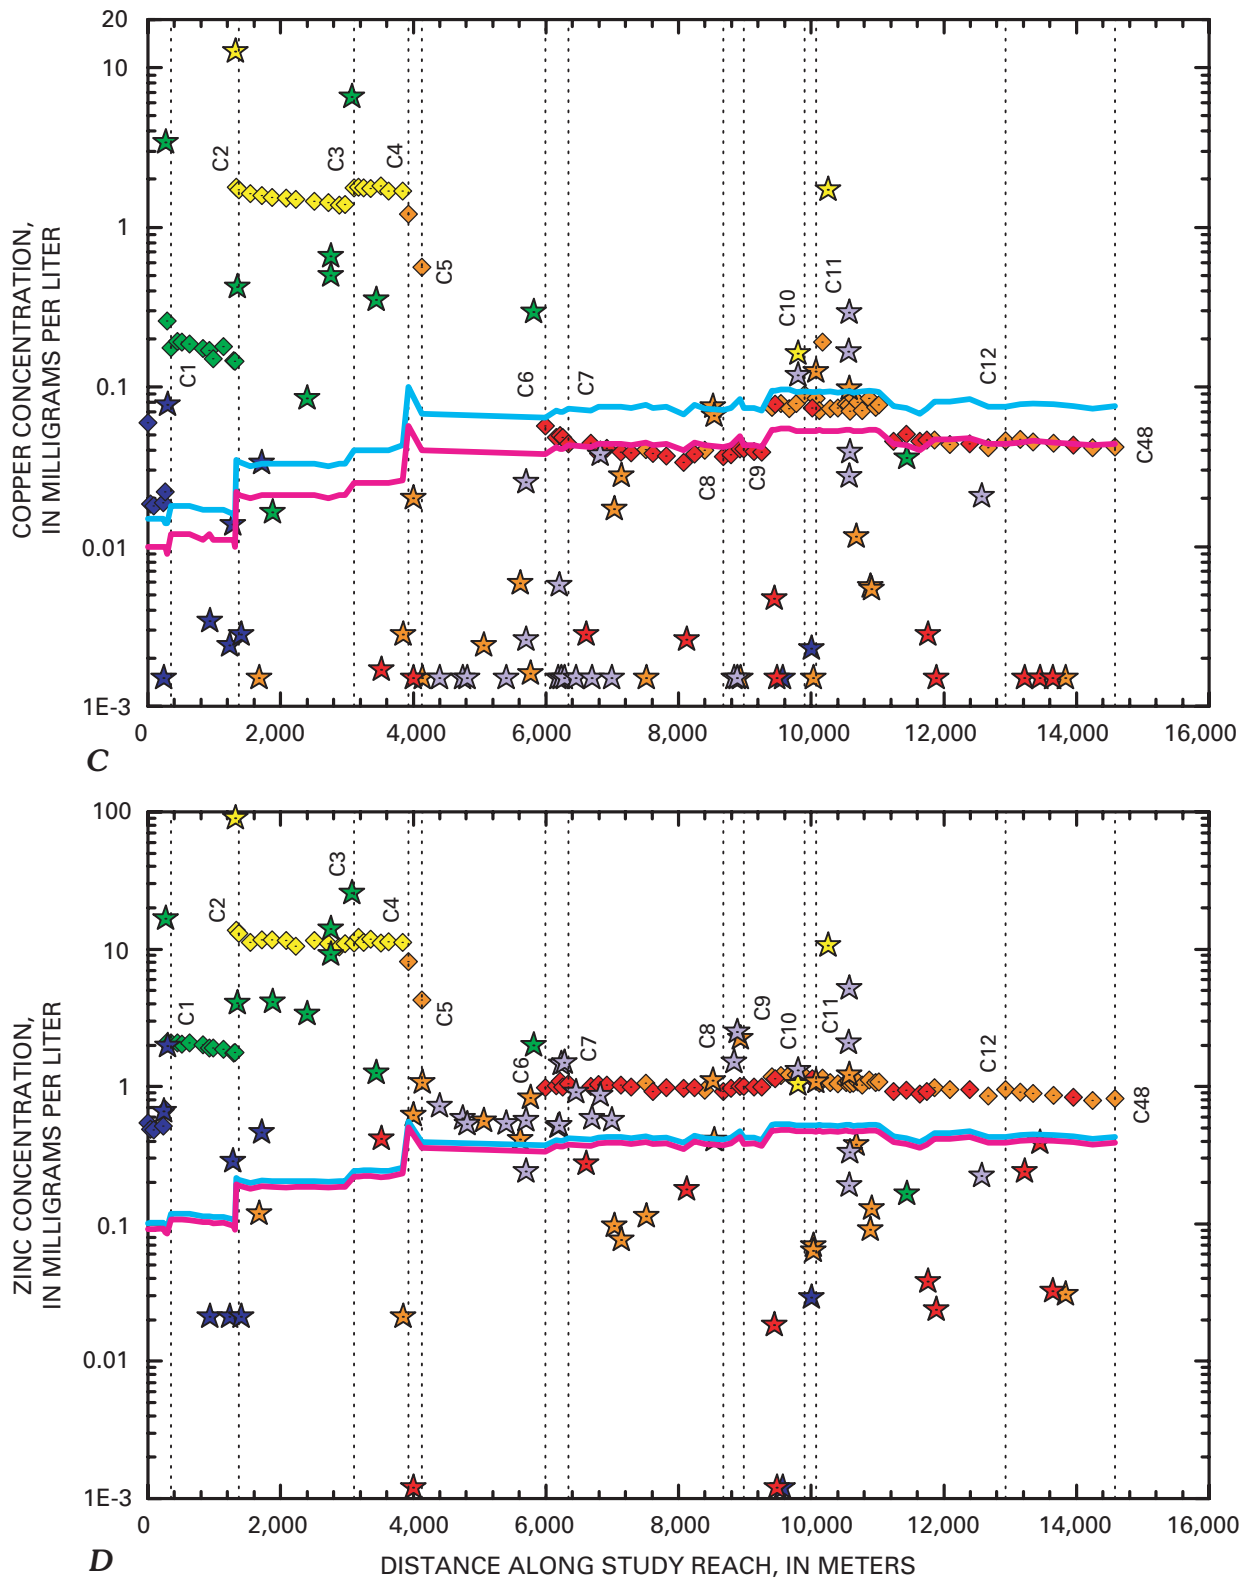 20
10
1
0.1
0.01
1E-3
COPPER CONCENTRATION,
IN MILLIGRAMS PER LITER
C1
C2
C3
C4
C5
C6
C7
C8
C9
C10
C11
C12
C48
0 2,000 4,000 6,000 8,000 10,000 12,000 14,000 16,000
C
100
10
1
0.1
0.01
1E-3
ZINC CONCENTRATION,
IN MILLIGRAMS PER LITER
C1
C2
C3
C4
C5
C6
C7
C8
C9
C10
C11
C12
C48
0 2,000 4,000 6,000 8,000 10,000 12,000 14,000 16,000
D DISTANCE ALONG STUDY REACH, IN METERS